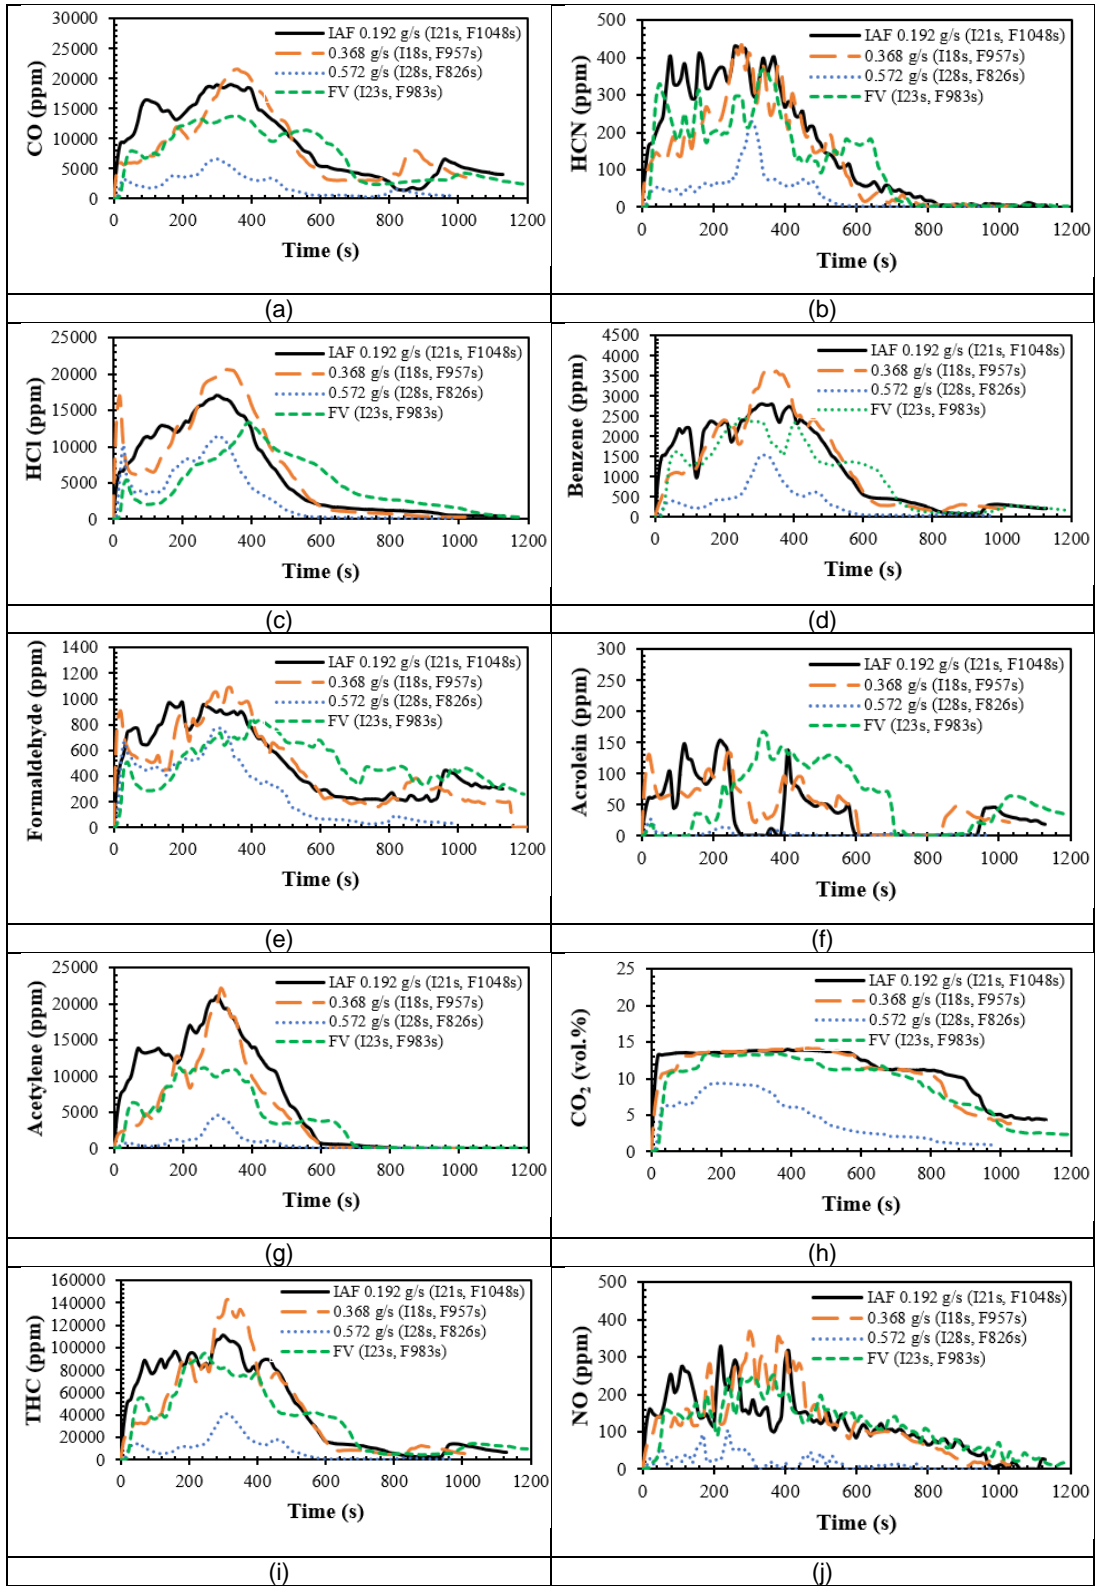 30000
25000
20000
15000
10000
5000
0
CO (ppm)
IAF 0.192 g/s (I21s, F1048s)
0.368 g/s (I18s, F957s)
0.572 g/s (I28s, F826s)
FV (I23s, F983s)
0 200 400 600 800 1000 1200
Time (s)
(a)
500
400
300
200
100
0
HCN (ppm)
IAF 0.192 g/s (I21s, F1048s)
0.368 g/s (I18s, F957s)
0.572 g/s (I28s, F826s)
FV (I23s, F983s)
0 200 400 600 800 1000 1200
Time (s)
(b)
25000
20000
15000
10000
5000
0
HCl (ppm)
IAF 0.192 g/s (I21s, F1048s)
0.368 g/s (I18s, F957s)
0.572 g/s (I28s, F826s)
FV (I23s, F983s)
0 200 400 600 800 1000 1200
Time (s)
(c)
4500
4000
3500
3000
2500
2000
1500
1000
500
0
Benzene (ppm)
IAF 0.192 g/s (I21s, F1048s)
0.368 g/s (I18s, F957s)
0.572 g/s (I28s, F826s)
FV (I23s, F983s)
0 200 400 600 800 1000 1200
Time (s)
(d)
1400
1200
1000
800
600
400
200
0
Formaldehyde (ppm)
IAF 0.192 g/s (I21s, F1048s)
0.368 g/s (I18s, F957s)
0.572 g/s (I28s, F826s)
FV (I23s, F983s)
0 200 400 600 800 1000 1200
Time (s)
(e)
300
250
200
150
100
50
0
Acrolein (ppm)
IAF 0.192 g/s (I21s, F1048s)
0.368 g/s (I18s, F957s)
0.572 g/s (I28s, F826s)
FV (I23s, F983s)
0 200 400 600 800 1000 1200
Time (s)
(f)
25000
20000
15000
10000
5000
0
Acetylene (ppm)
IAF 0.192 g/s (I21s, F1048s)
0.368 g/s (I18s, F957s)
0.572 g/s (I28s, F826s)
FV (I23s, F983s)
0 200 400 600 800 1000 1200
Time (s)
(g)
25
20
15
10
5
0
CO₂ (vol.%)
IAF 0.192 g/s (I21s, F1048s)
0.368 g/s (I18s, F957s)
0.572 g/s (I28s, F826s)
FV (I23s, F983s)
0 200 400 600 800 1000 1200
Time (s)
(h)
160000
140000
120000
100000
80000
60000
40000
20000
0
THC (ppm)
IAF 0.192 g/s (I21s, F1048s)
0.368 g/s (I18s, F957s)
0.572 g/s (I28s, F826s)
FV (I23s, F983s)
0 200 400 600 800 1000 1200
Time (s)
(i)
500
400
300
200
100
0
NO (ppm)
IAF 0.192 g/s (I21s, F1048s)
0.368 g/s (I18s, F957s)
0.572 g/s (I28s, F826s)
FV (I23s, F983s)
0 200 400 600 800 1000 1200
Time (s)
(j)